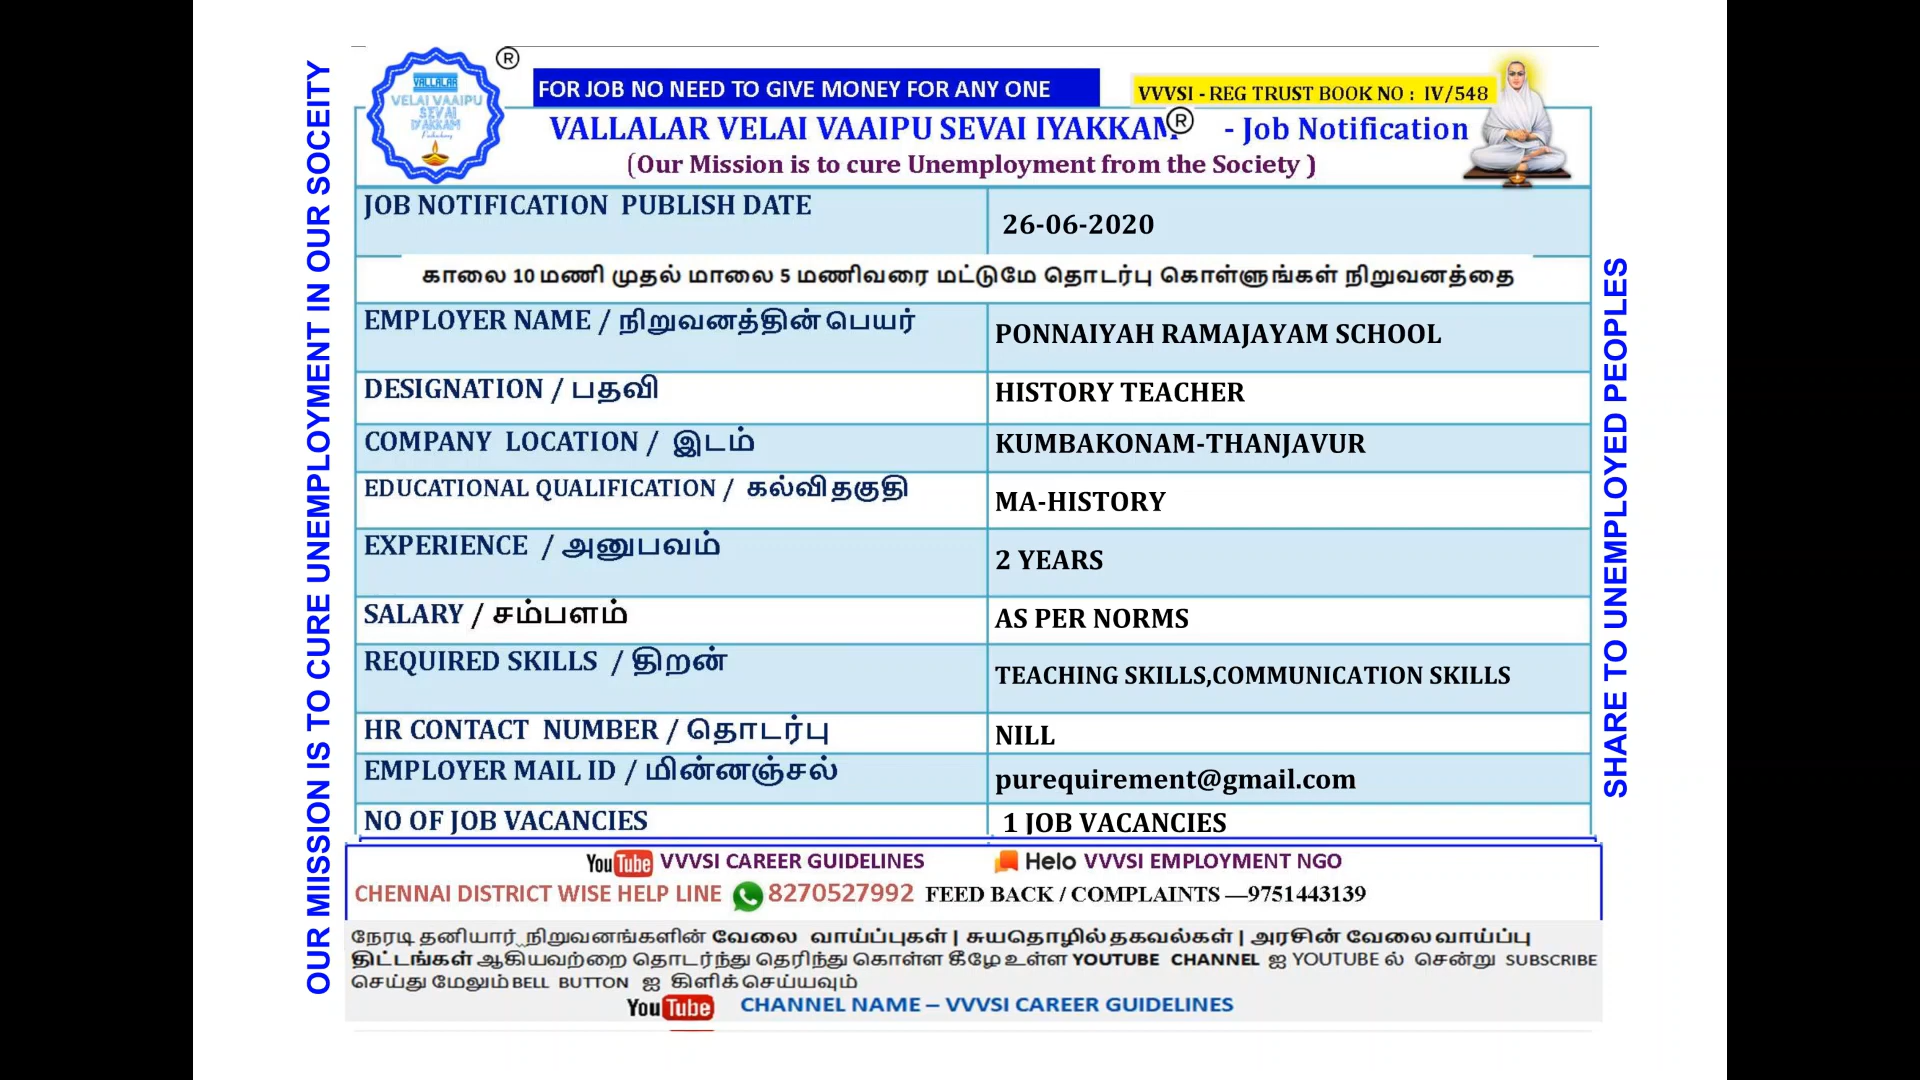 OUR MIISSION IS TO CURE UNEMPLOYMENT IN OUR SOCEITY
®
VALLALAR
VELAI VAAIPU
SEVAI
IYAKKAM
FOR JOB NO NEED TO GIVE MONEY FOR ANY ONE
VVVSI - REG TRUST BOOK NO : IV/548
VALLALAR VELAI VAAIPU SEVAI IYAKKAM® - Job Notification
(Our Mission is to cure Unemployment from the Society )
JOB NOTIFICATION PUBLISH DATE 26-06-2020
காலை 10 மணி முதல் மாலை 5 மணிவரை மட்டுமே தொடர்பு கொள்ளுங்கள் நிறுவனத்தை
EMPLOYER NAME / நிறுவனத்தின் பெயர் PONNAIYAH RAMAJAYAM SCHOOL
DESIGNATION / பதவி HISTORY TEACHER
COMPANY LOCATION / இடம் KUMBAKONAM-THANJAVUR
EDUCATIONAL QUALIFICATION / கல்வி தகுதி MA-HISTORY
EXPERIENCE / அனுபவம் 2 YEARS
SALARY / சம்பளம் AS PER NORMS
REQUIRED SKILLS / திறன் TEACHING SKILLS,COMMUNICATION SKILLS
HR CONTACT NUMBER / தொடர்பு NILL
EMPLOYER MAIL ID / மின்னஞ்சல் purequirement@gmail.com
NO OF JOB VACANCIES 1 JOB VACANCIES
SHARE TO UNEMPLOYED PEOPLES
YouTube VVVSI CAREER GUIDELINES Helo VVVSI EMPLOYMENT NGO
CHENNAI DISTRICT WISE HELP LINE 8270527992 FEED BACK / COMPLAINTS —9751443139
நேரடி தனியார் நிறுவனங்களின் வேலை வாய்ப்புகள் | சுயதொழில் தகவல்கள் | அரசின் வேலை வாய்ப்பு
திட்டங்கள் ஆகியவற்றை தொடர்ந்து தெரிந்து கொள்ள கீழே உள்ள YOUTUBE CHANNEL ஐ YOUTUBE ல் சென்று SUBSCRIBE
செய்து மேலும் BELL BUTTON ஐ கிளிக் செய்யவும்
YouTube CHANNEL NAME – VVVSI CAREER GUIDELINES